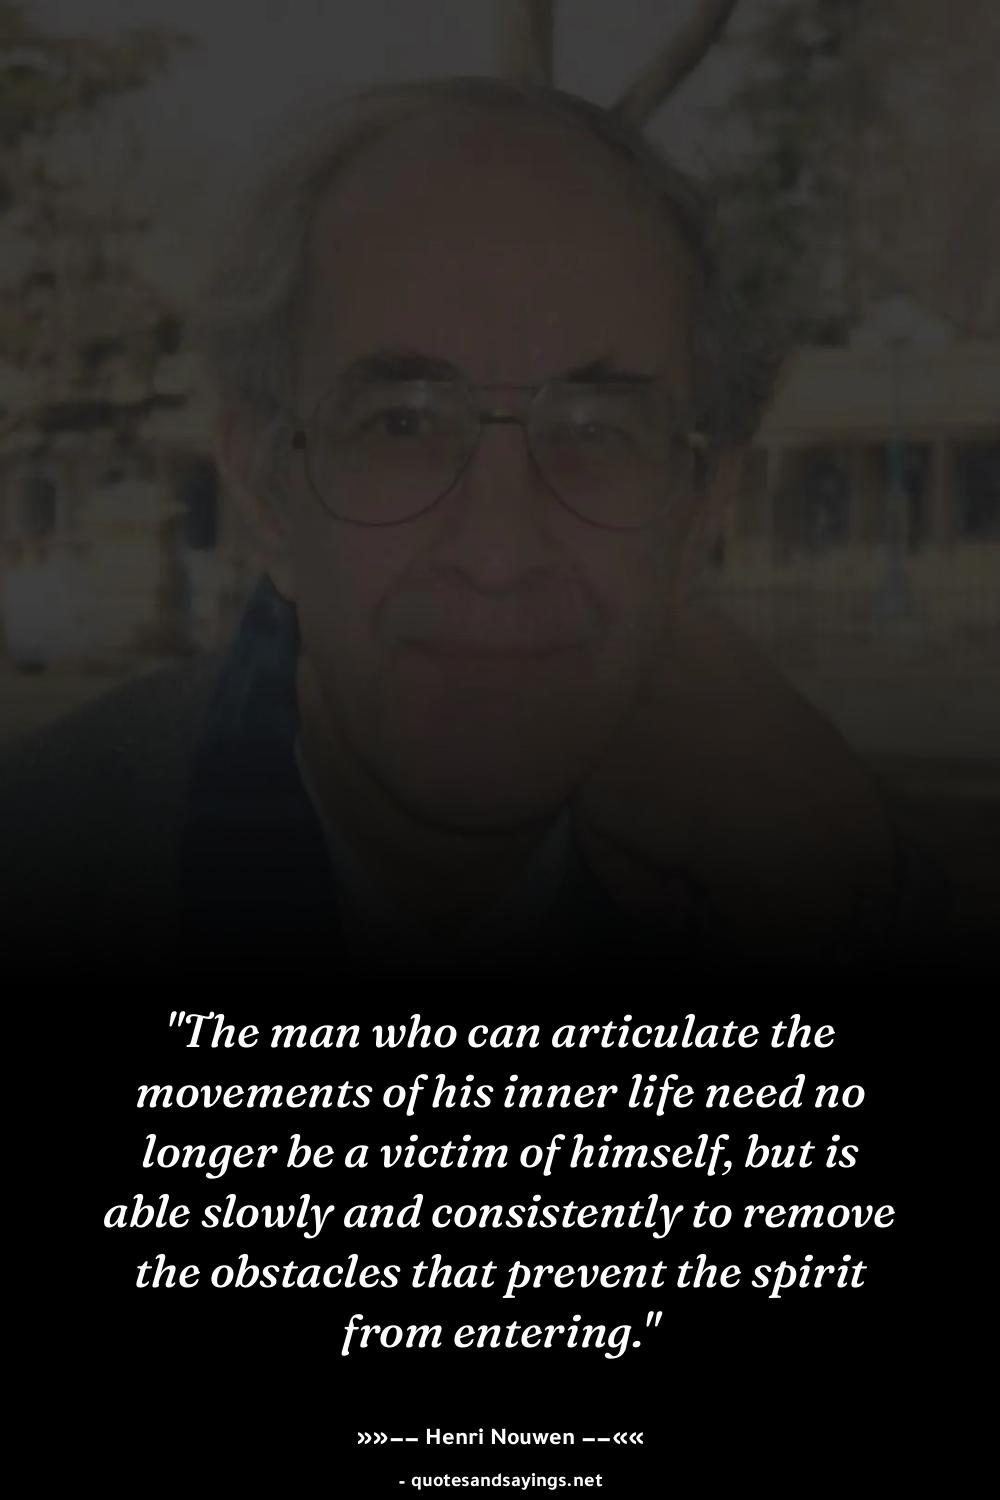 "The man who can articulate the
movements of his inner life need no
longer be a victim of himself, but is
able slowly and consistently to remove
the obstacles that prevent the spirit
from entering."
»»−− Henri Nouwen −−««
- quotesandsayings.net